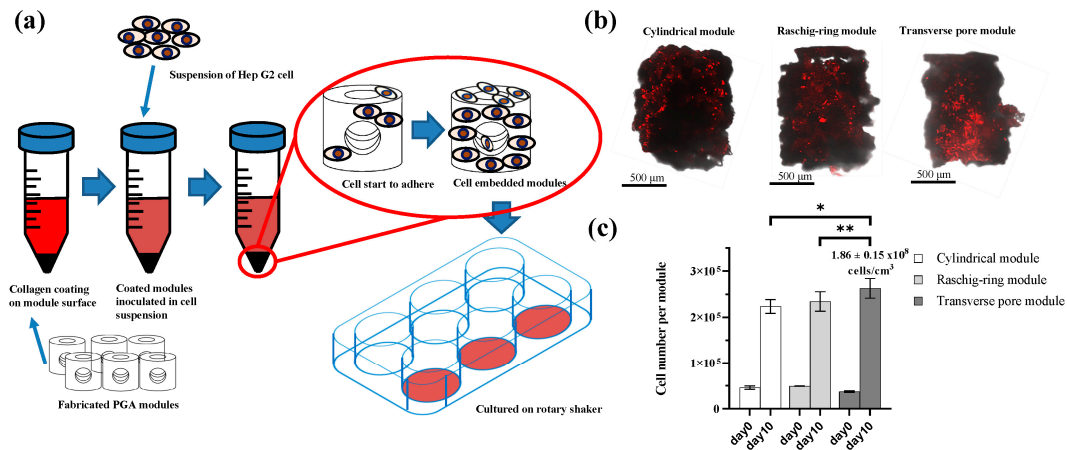 (a)
Suspension of Hep G2 cell
Cell start to adhere
Cell embedded modules
Collagen coating
on module surface
Coated modules
inoculated in cell
suspension
Fabricated PGA modules
Cultured on rotary shaker
(b)
Cylindrical module
Raschig-ring module
Transverse pore module
500 μm
500 μm
500 μm
(c)
*
**
1.86 ± 0.15 x10⁸
cells/cm³
Cylindrical module
Raschig-ring module
Transverse pore module
Cell number per module
3×10⁵
2×10⁵
1×10⁵
0
day0
day10
day0
day10
day0
day10